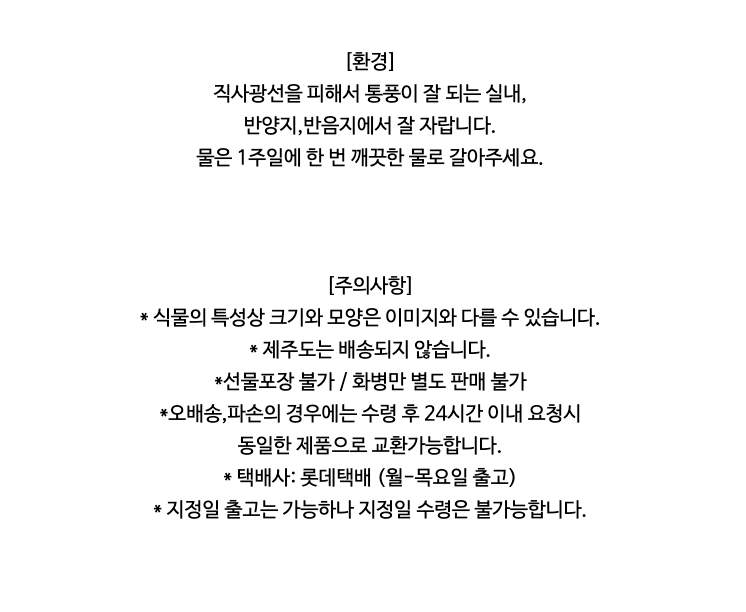 [환경]
직사광선을 피해서 통풍이 잘 되는 실내,
반양지,반음지에서 잘 자랍니다.
물은 1주일에 한 번 깨끗한 물로 갈아주세요.
[주의사항]
* 식물의 특성상 크기와 모양은 이미지와 다를 수 있습니다.
* 제주도는 배송되지 않습니다.
*선물포장 불가 / 화병만 별도 판매 불가
*오배송,파손의 경우에는 수령 후 24시간 이내 요청시
동일한 제품으로 교환가능합니다.
* 택배사: 롯데택배 (월-목요일 출고)
* 지정일 출고는 가능하나 지정일 수령은 불가능합니다.